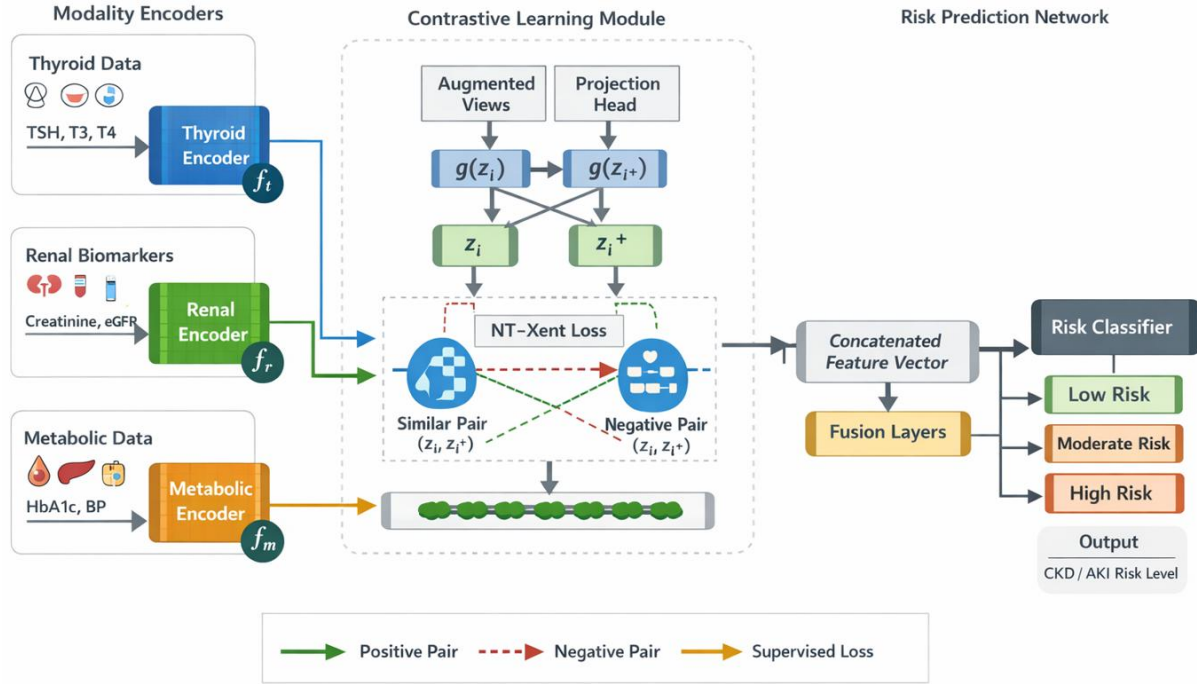 Modality Encoders
Contrastive Learning Module
Risk Prediction Network
Thyroid Data
TSH, T3, T4
Thyroid
Encoder
f_t
Renal Biomarkers
Creatinine, eGFR
Renal
Encoder
f_r
Metabolic Data
HbA1c, BP
Metabolic
Encoder
f_m
Augmented
Views
Projection
Head
g(z_i)
g(z_i+)
z_i
z_i^+
NT-Xent Loss
Similar Pair
(z_i, z_i+)
Negative Pair
(z_i, z_i+)
Concatenated
Feature Vector
Fusion Layers
Risk Classifier
Low Risk
Moderate Risk
High Risk
Output
CKD / AKI Risk Level
Positive Pair
Negative Pair
Supervised Loss